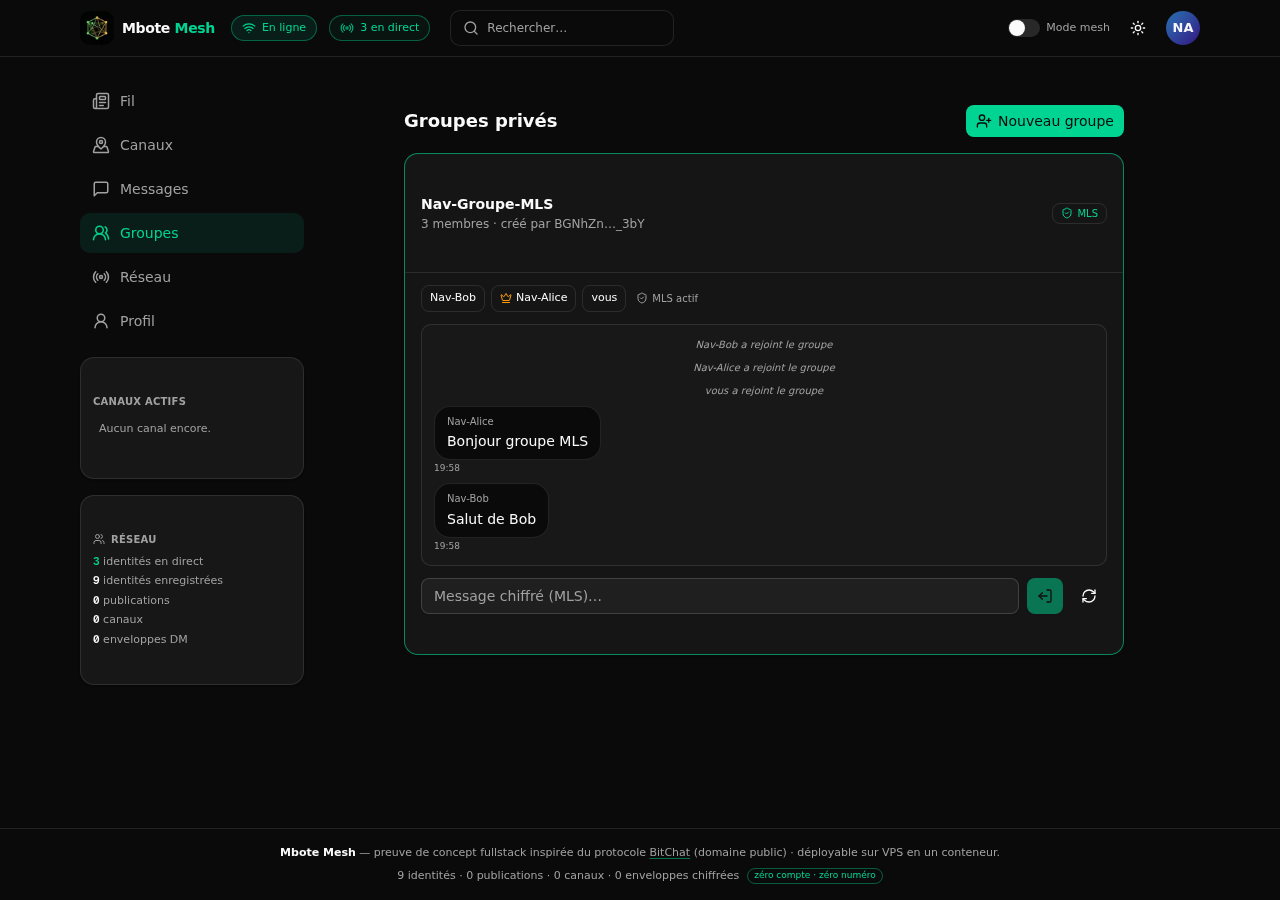 Mbote Mesh
En ligne
3 en direct
Rechercher...
Mode mesh
NA
Fil
Canaux
Messages
Groupes
Réseau
Profil
CANAUX ACTIFS
Aucun canal encore.
RÉSEAU
3 identités en direct
9 identités enregistrées
0 publications
0 canaux
0 enveloppes DM
Groupes privés
Nouveau groupe
Nav-Groupe-MLS
3 membres · créé par BGNhZn…_3bY
MLS
Nav-Bob
Nav-Alice
vous
MLS actif
Nav-Bob a rejoint le groupe
Nav-Alice a rejoint le groupe
vous a rejoint le groupe
Nav-Alice
Bonjour groupe MLS
19:58
Nav-Bob
Salut de Bob
19:58
Message chiffré (MLS)…
Mbote Mesh — preuve de concept fullstack inspirée du protocole BitChat (domaine public) · déployable sur VPS en un conteneur.
9 identités · 0 publications · 0 canaux · 0 enveloppes chiffrées
zéro compte · zéro numéro